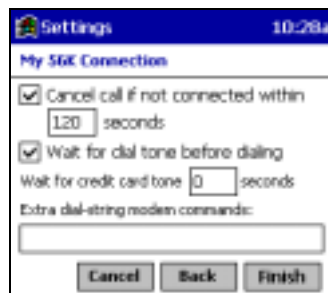 Settings 10:28a
My 56K Connection
Cancel call if not connected within
120 seconds
Wait for dial tone before dialing
Wait for credit card tone 0 seconds
Extra dial-string modem commands:
Cancel Back Finish